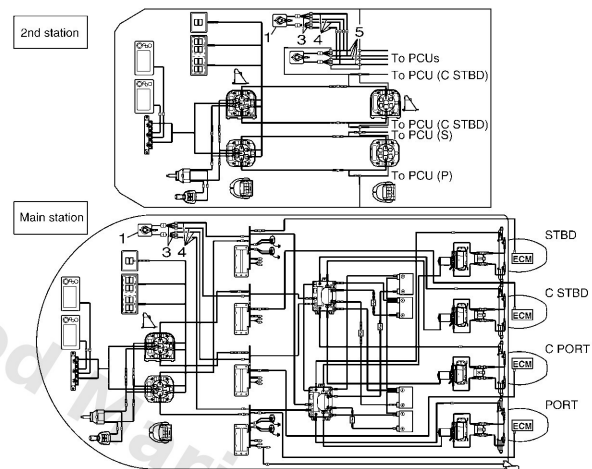 2nd station
1
3
4
5
To PCUs
To PCU (C STBD)
To PCU (C STBD)
To PCU (S)
To PCU (P)
Main station
1
3
4
STBD
ECM
C STBD
ECM
C PORT
ECM
PORT
ECM